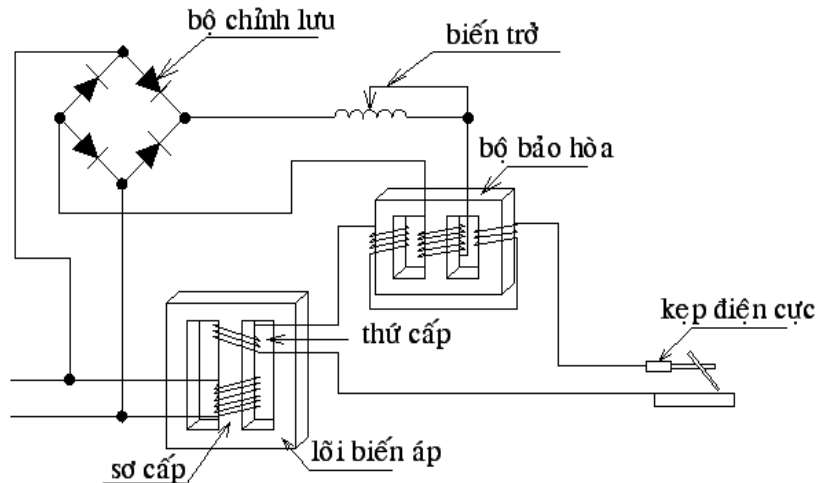 bộ chỉnh lưu
biến trở
bộ bảo hòa
kẹp điện cực
thứ cấp
lõi biến áp
sơ cấp